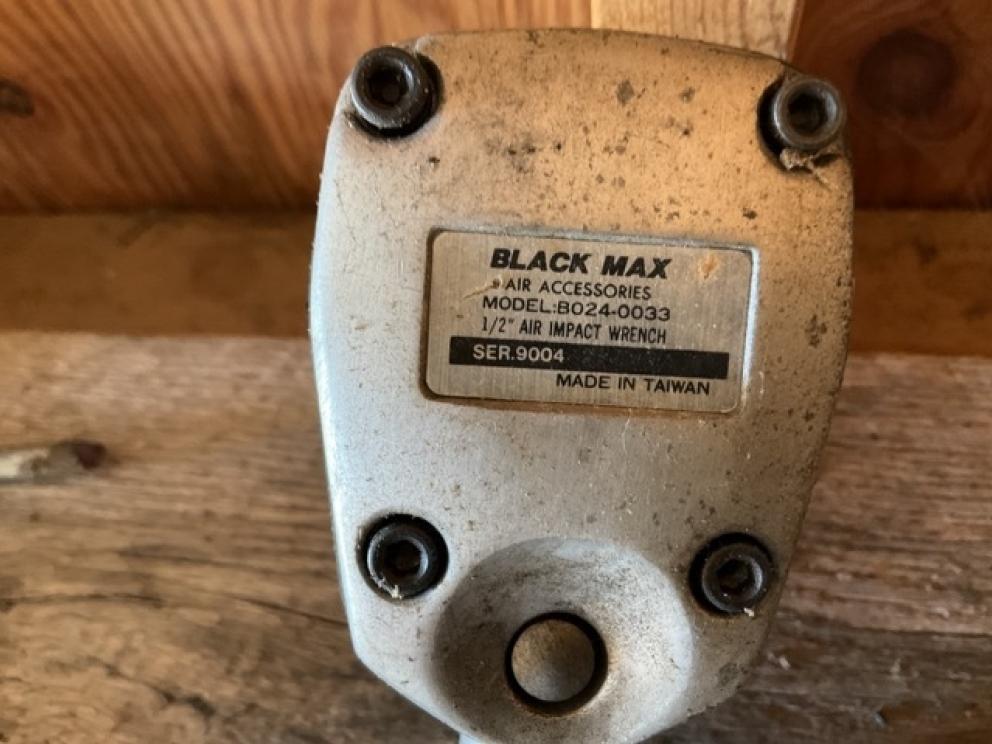 BLACK MAX
AIR ACCESSORIES
MODEL:B024-0033
1/2" AIR IMPACT WRENCH
SER.9004
MADE IN TAIWAN